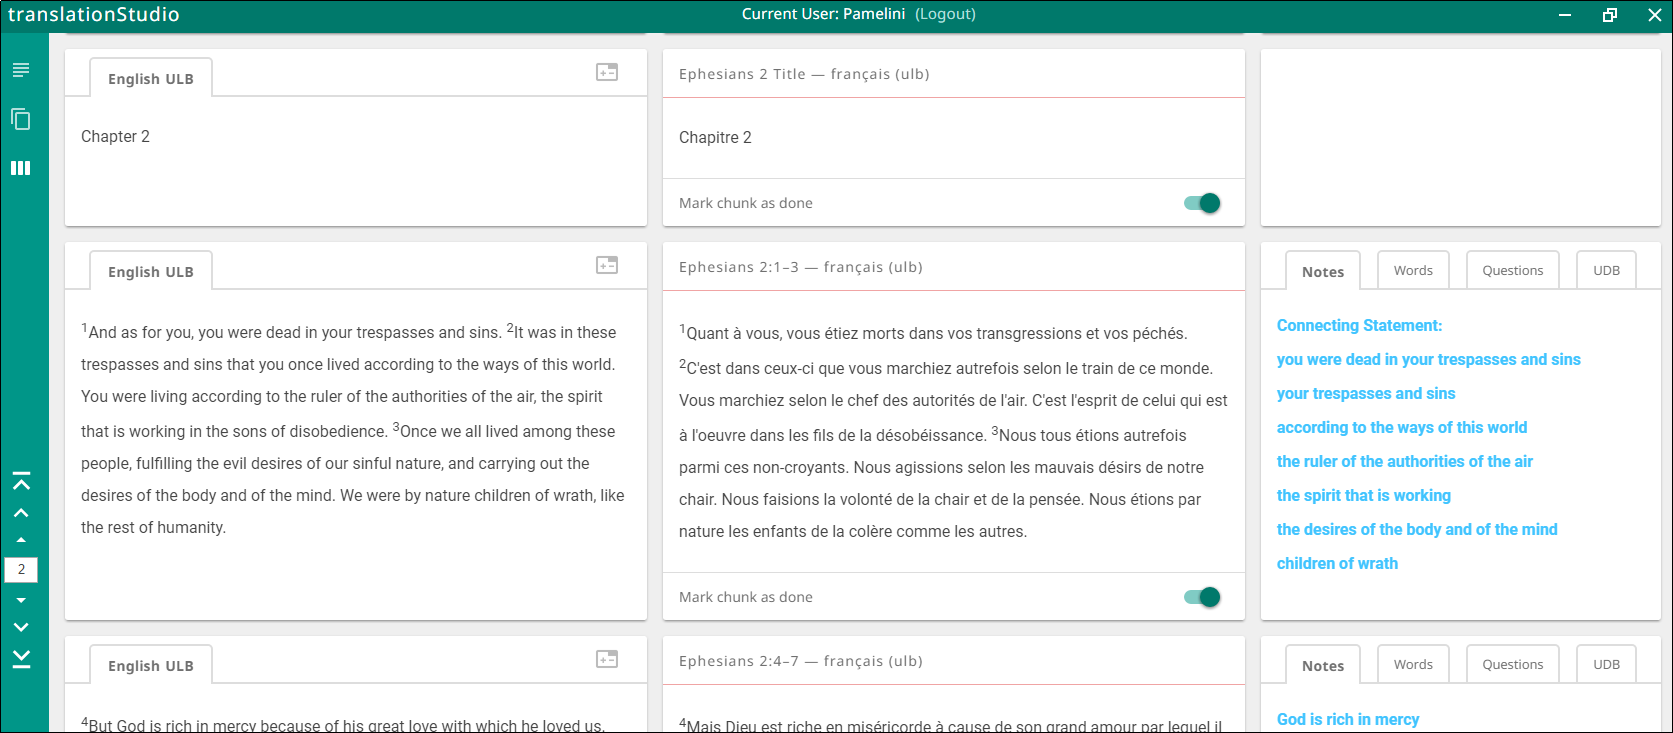 translationStudio
Current User: Pamelini (Logout)
English ULB
Chapter 2
Ephesians 2 Title — français (ulb)
Chapitre 2
Mark chunk as done
English ULB
1And as for you, you were dead in your trespasses and sins. 2It was in these
trespasses and sins that you once lived according to the ways of this world.
You were living according to the ruler of the authorities of the air, the spirit
that is working in the sons of disobedience. 3Once we all lived among these
people, fulfilling the evil desires of our sinful nature, and carrying out the
desires of the body and of the mind. We were by nature children of wrath, like
the rest of humanity.
Ephesians 2:1–3 — français (ulb)
1Quant à vous, vous étiez morts dans vos transgressions et vos péchés.
2C'est dans ceux-ci que vous marchiez autrefois selon le train de ce monde.
Vous marchiez selon le chef des autorités de l'air. C'est l'esprit de celui qui est
à l'oeuvre dans les fils de la désobéissance. 3Nous tous étions autrefois
parmi ces non-croyants. Nous agissions selon les mauvais désirs de notre
chair. Nous faisions la volonté de la chair et de la pensée. Nous étions par
nature les enfants de la colère comme les autres.
Mark chunk as done
Notes Words Questions UDB
Connecting Statement:
you were dead in your trespasses and sins
your trespasses and sins
according to the ways of this world
the ruler of the authorities of the air
the spirit that is working
the desires of the body and of the mind
children of wrath
2
English ULB
4But God is rich in mercy because of his great love with which he loved us.
Ephesians 2:4–7 — français (ulb)
4Mais Dieu est riche en miséricorde à cause de son grand amour par lequel il
Notes Words Questions UDB
God is rich in mercy